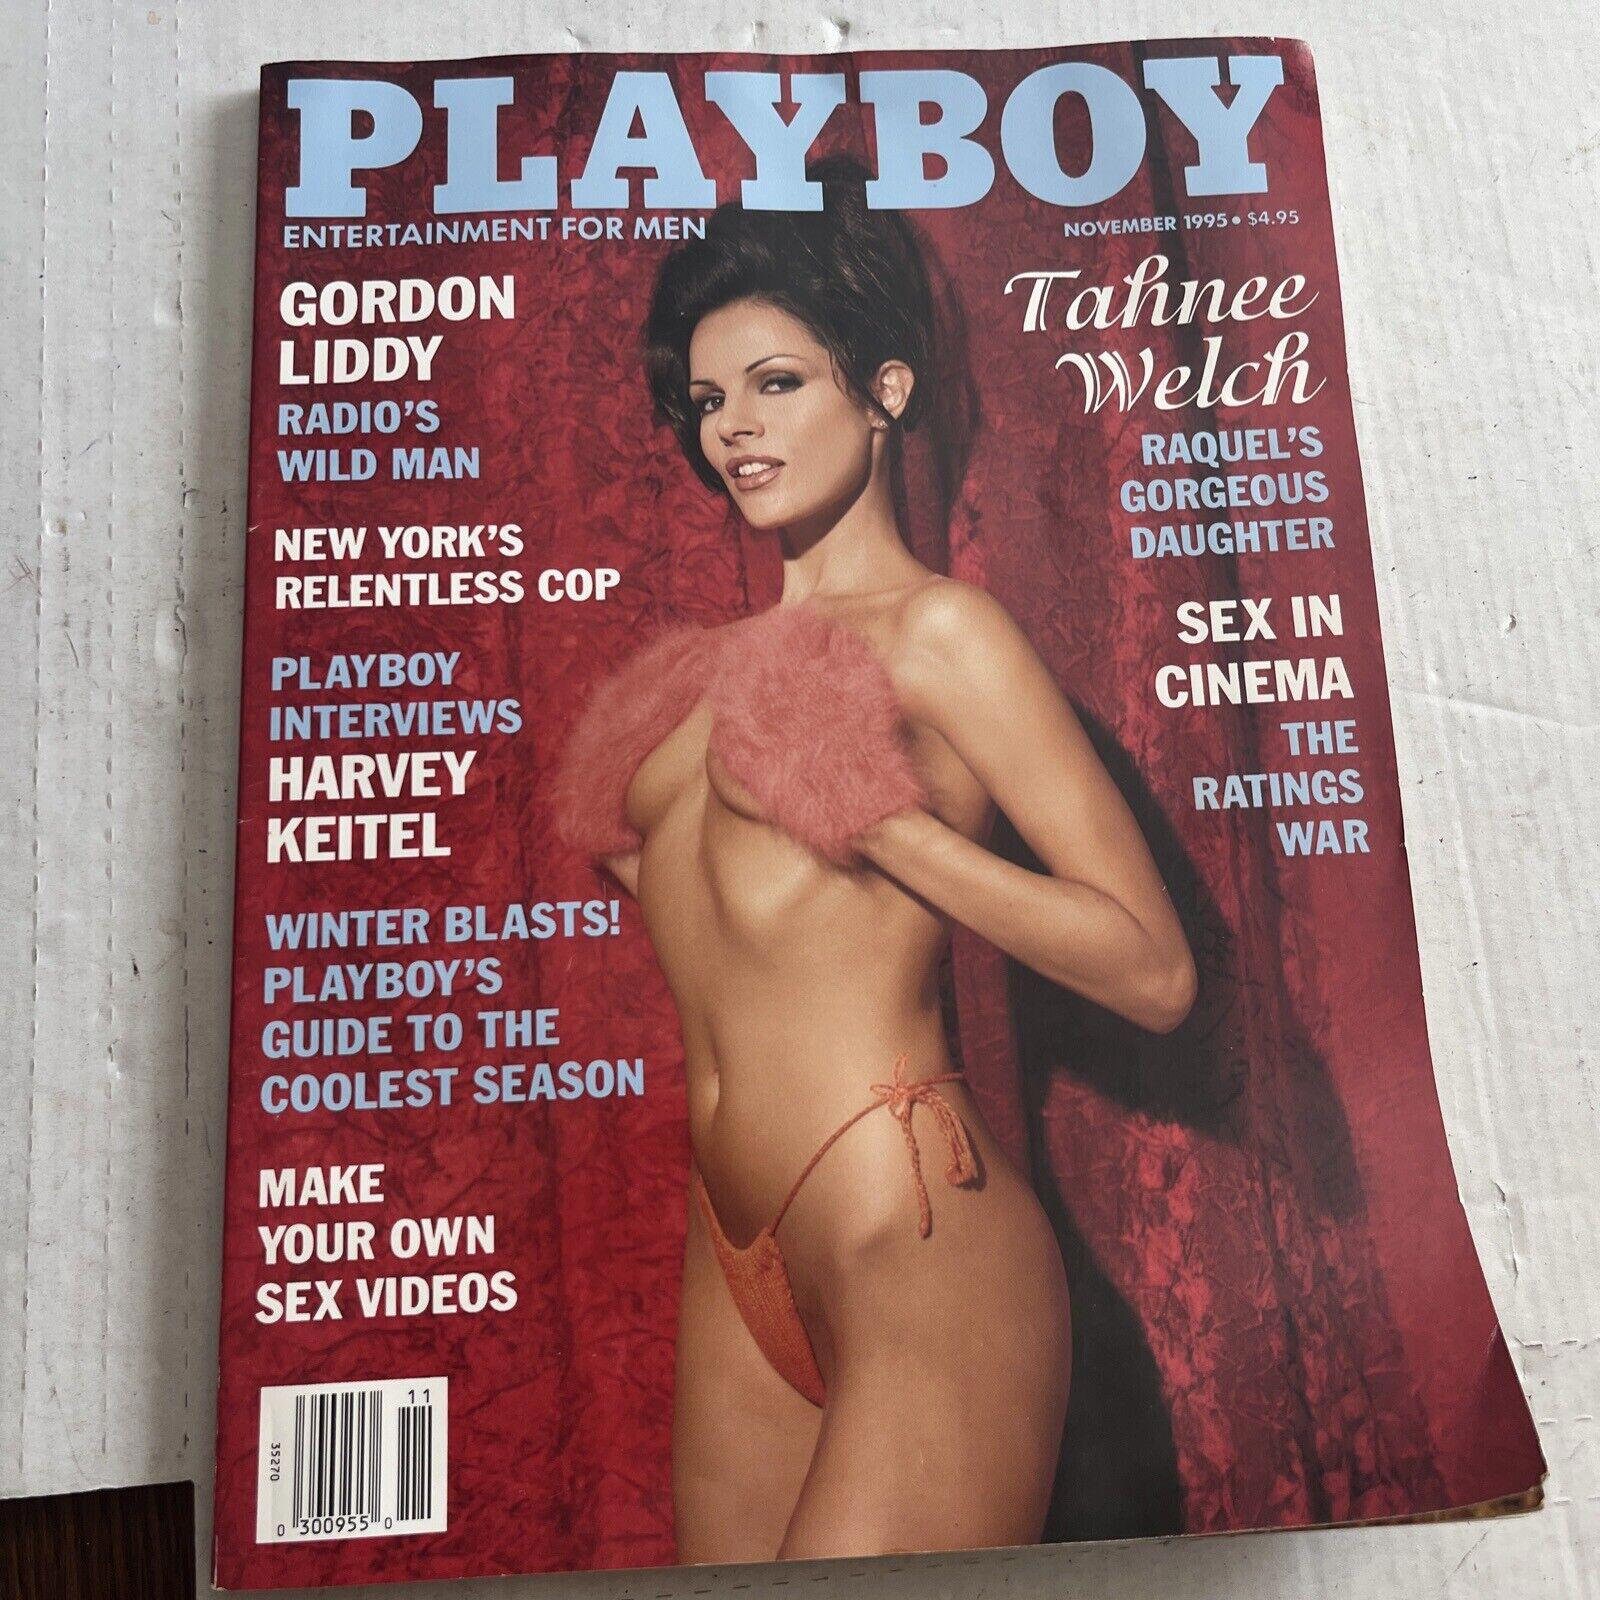 PLAYBOY
ENTERTAINMENT FOR MEN
NOVEMBER 1995 • $4.95
GORDON
LIDDY
RADIO'S
WILD MAN
NEW YORK'S
RELENTLESS COP
PLAYBOY
INTERVIEWS
HARVEY
KEITEL
WINTER BLASTS!
PLAYBOY'S
GUIDE TO THE
COOLEST SEASON
MAKE
YOUR OWN
SEX VIDEOS
Tahnee
Welch
RAQUEL'S
GORGEOUS
DAUGHTER
SEX IN
CINEMA
THE
RATINGS
WAR
11
35270
0 300955 0